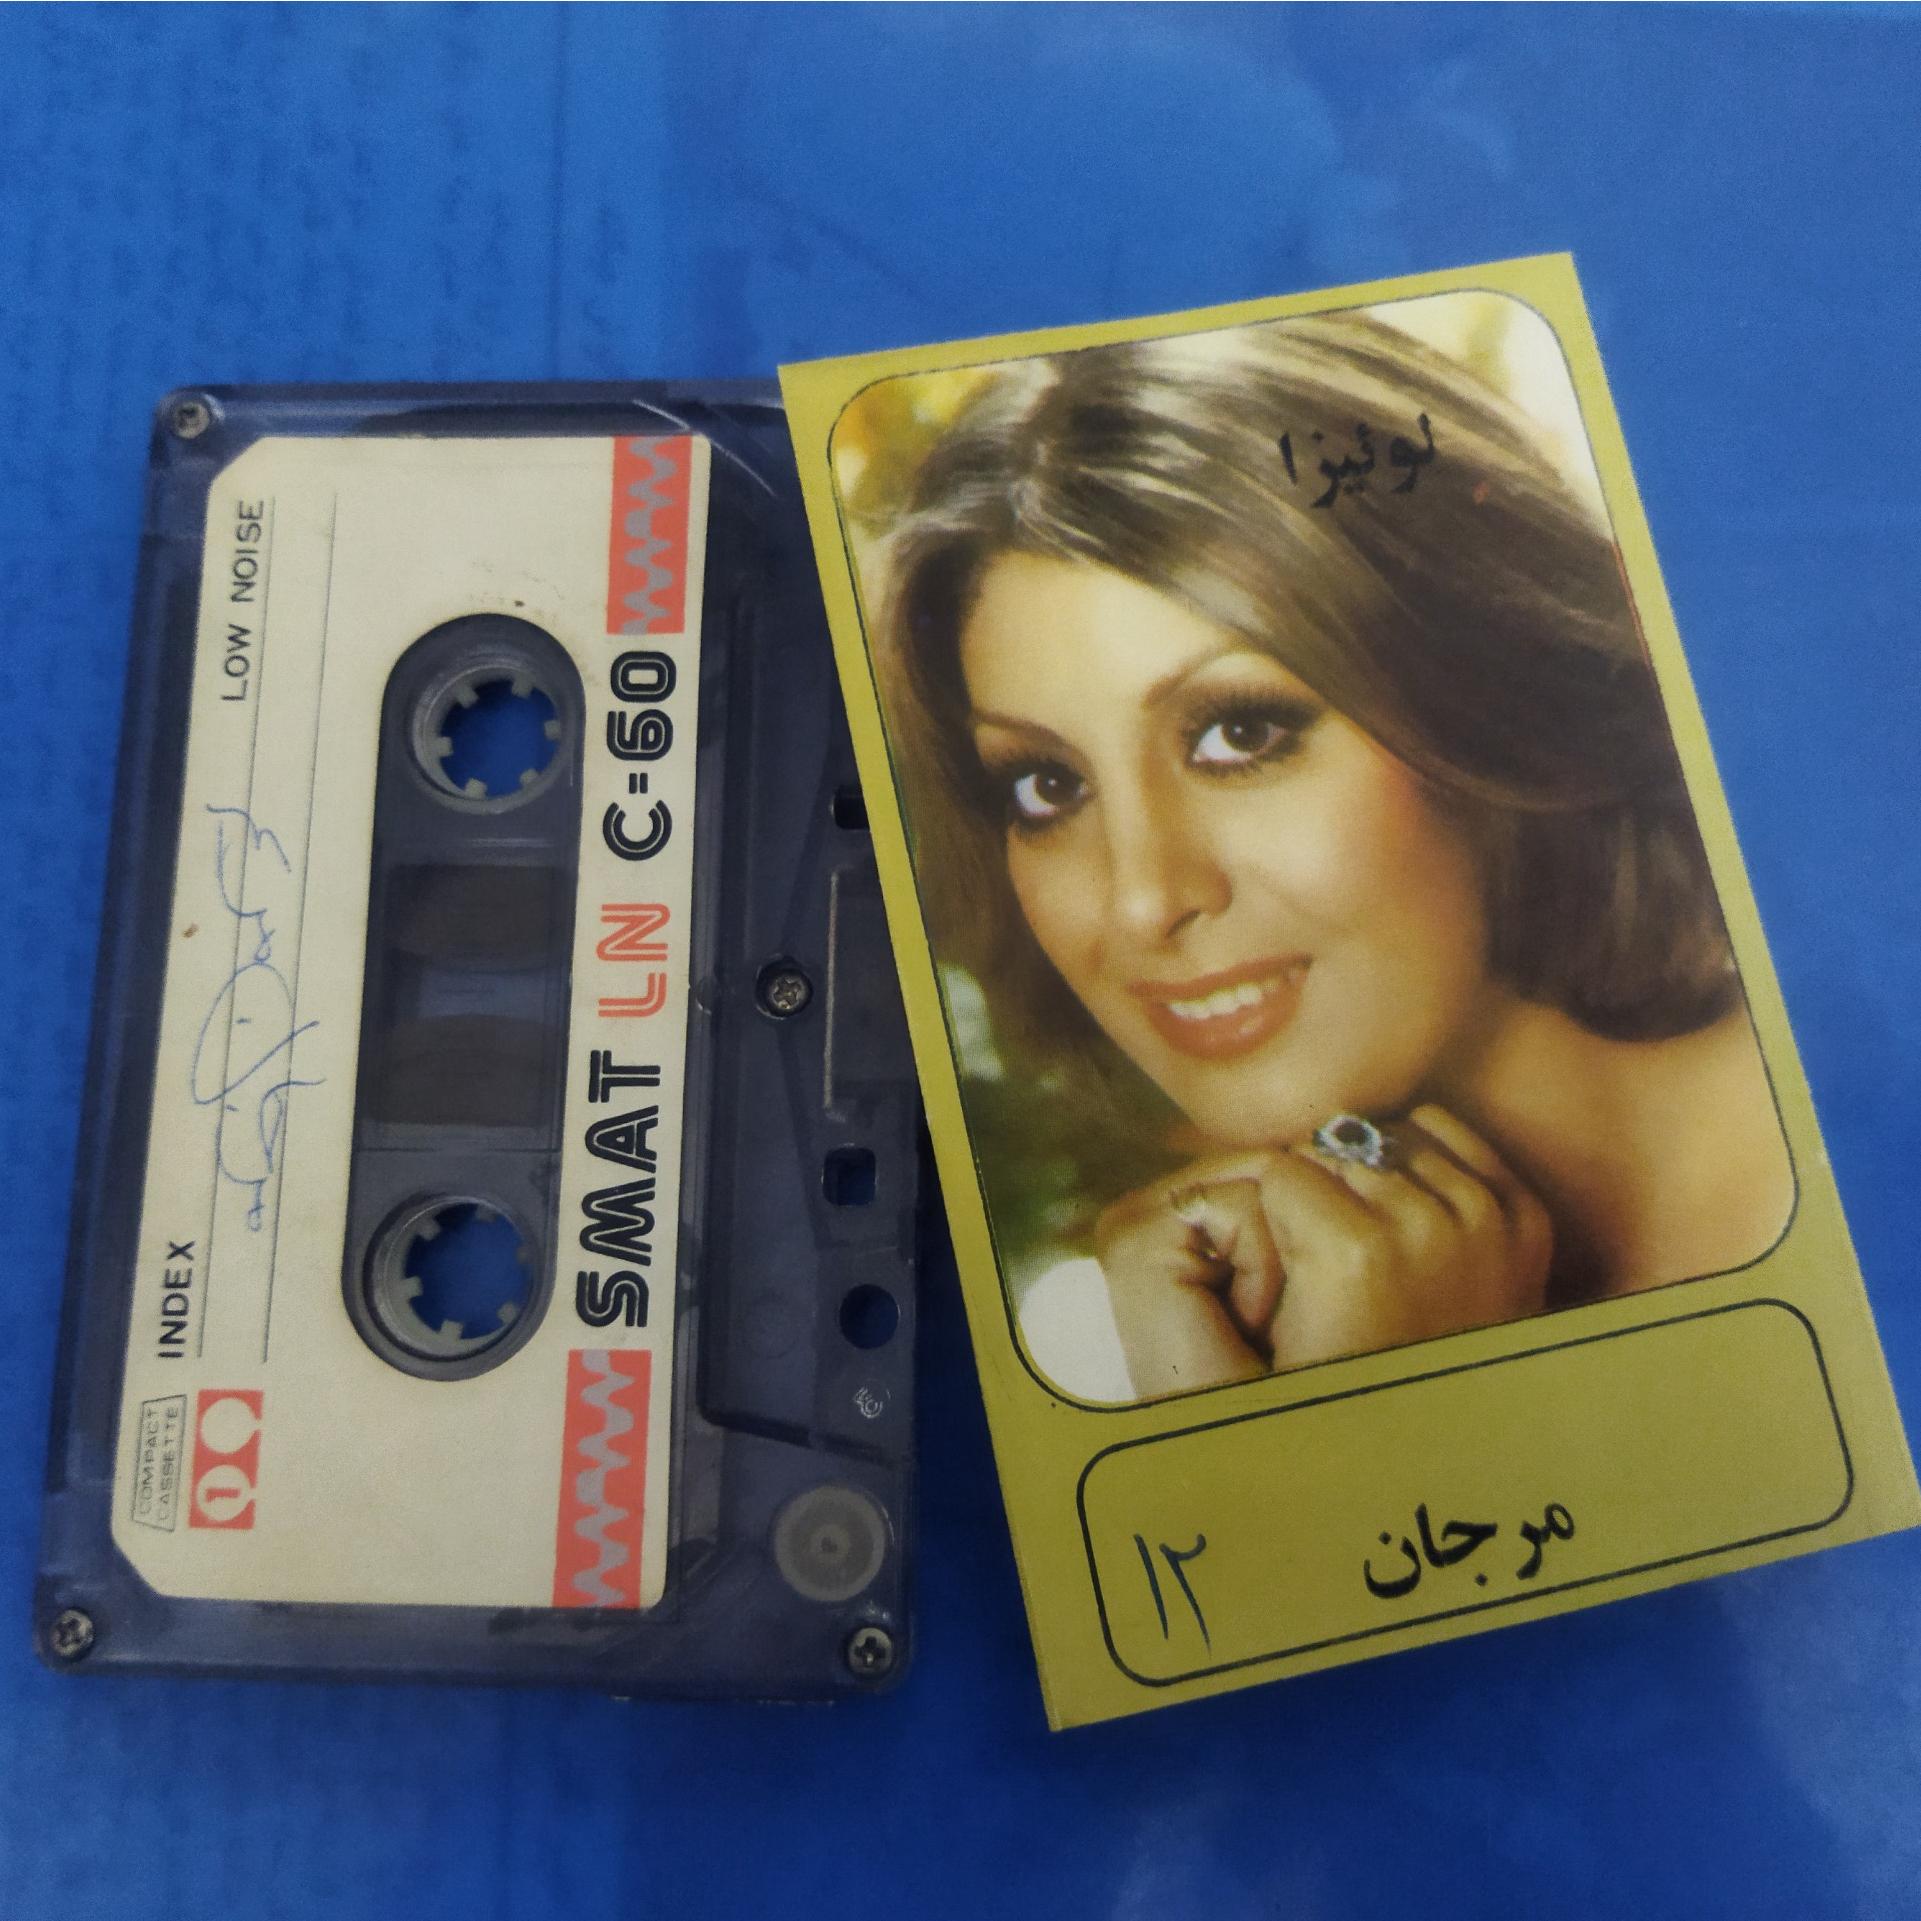 LOW NOISE
INDEX
COMPACT
CASSETTE
1
SMAT LN C-60
لوئیزا
مرجان
۱۲